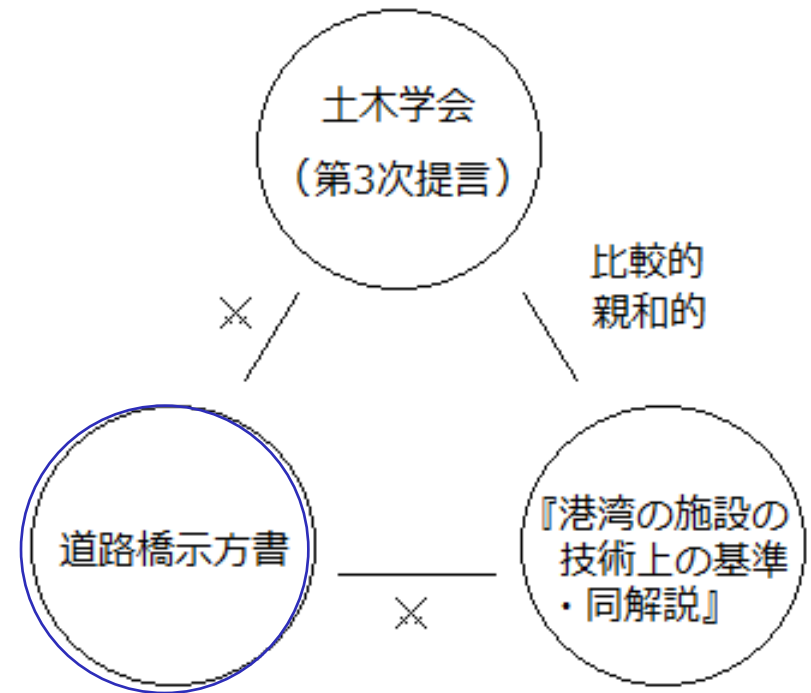 土木学会
（第3次提言）
比較的
親和的
⚔
道路橋示方書
『港湾の施設の
技術上の基準
・同解説』
⚔